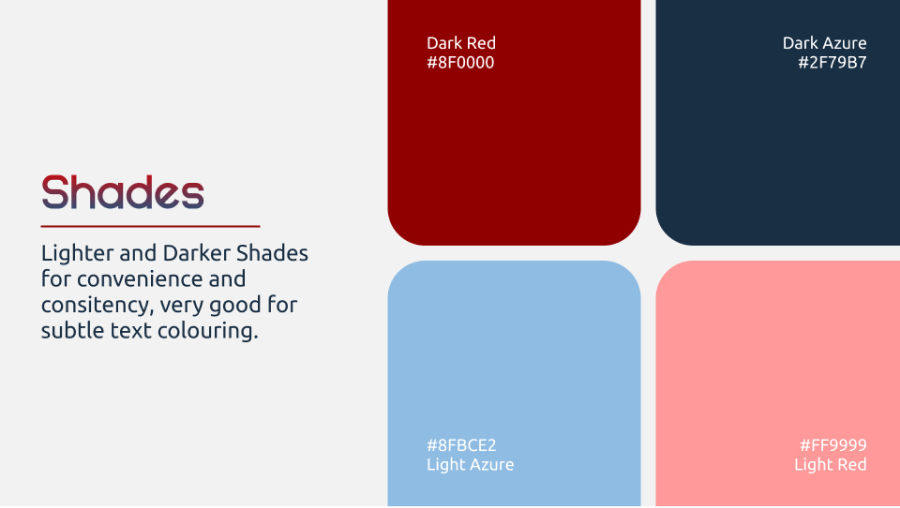 Shades
Lighter and Darker Shades
for convenience and
consitency, very good for
subtle text colouring.
Dark Red
#8F0000
Dark Azure
#2F79B7
#8FBCE2
Light Azure
#FF9999
Light Red